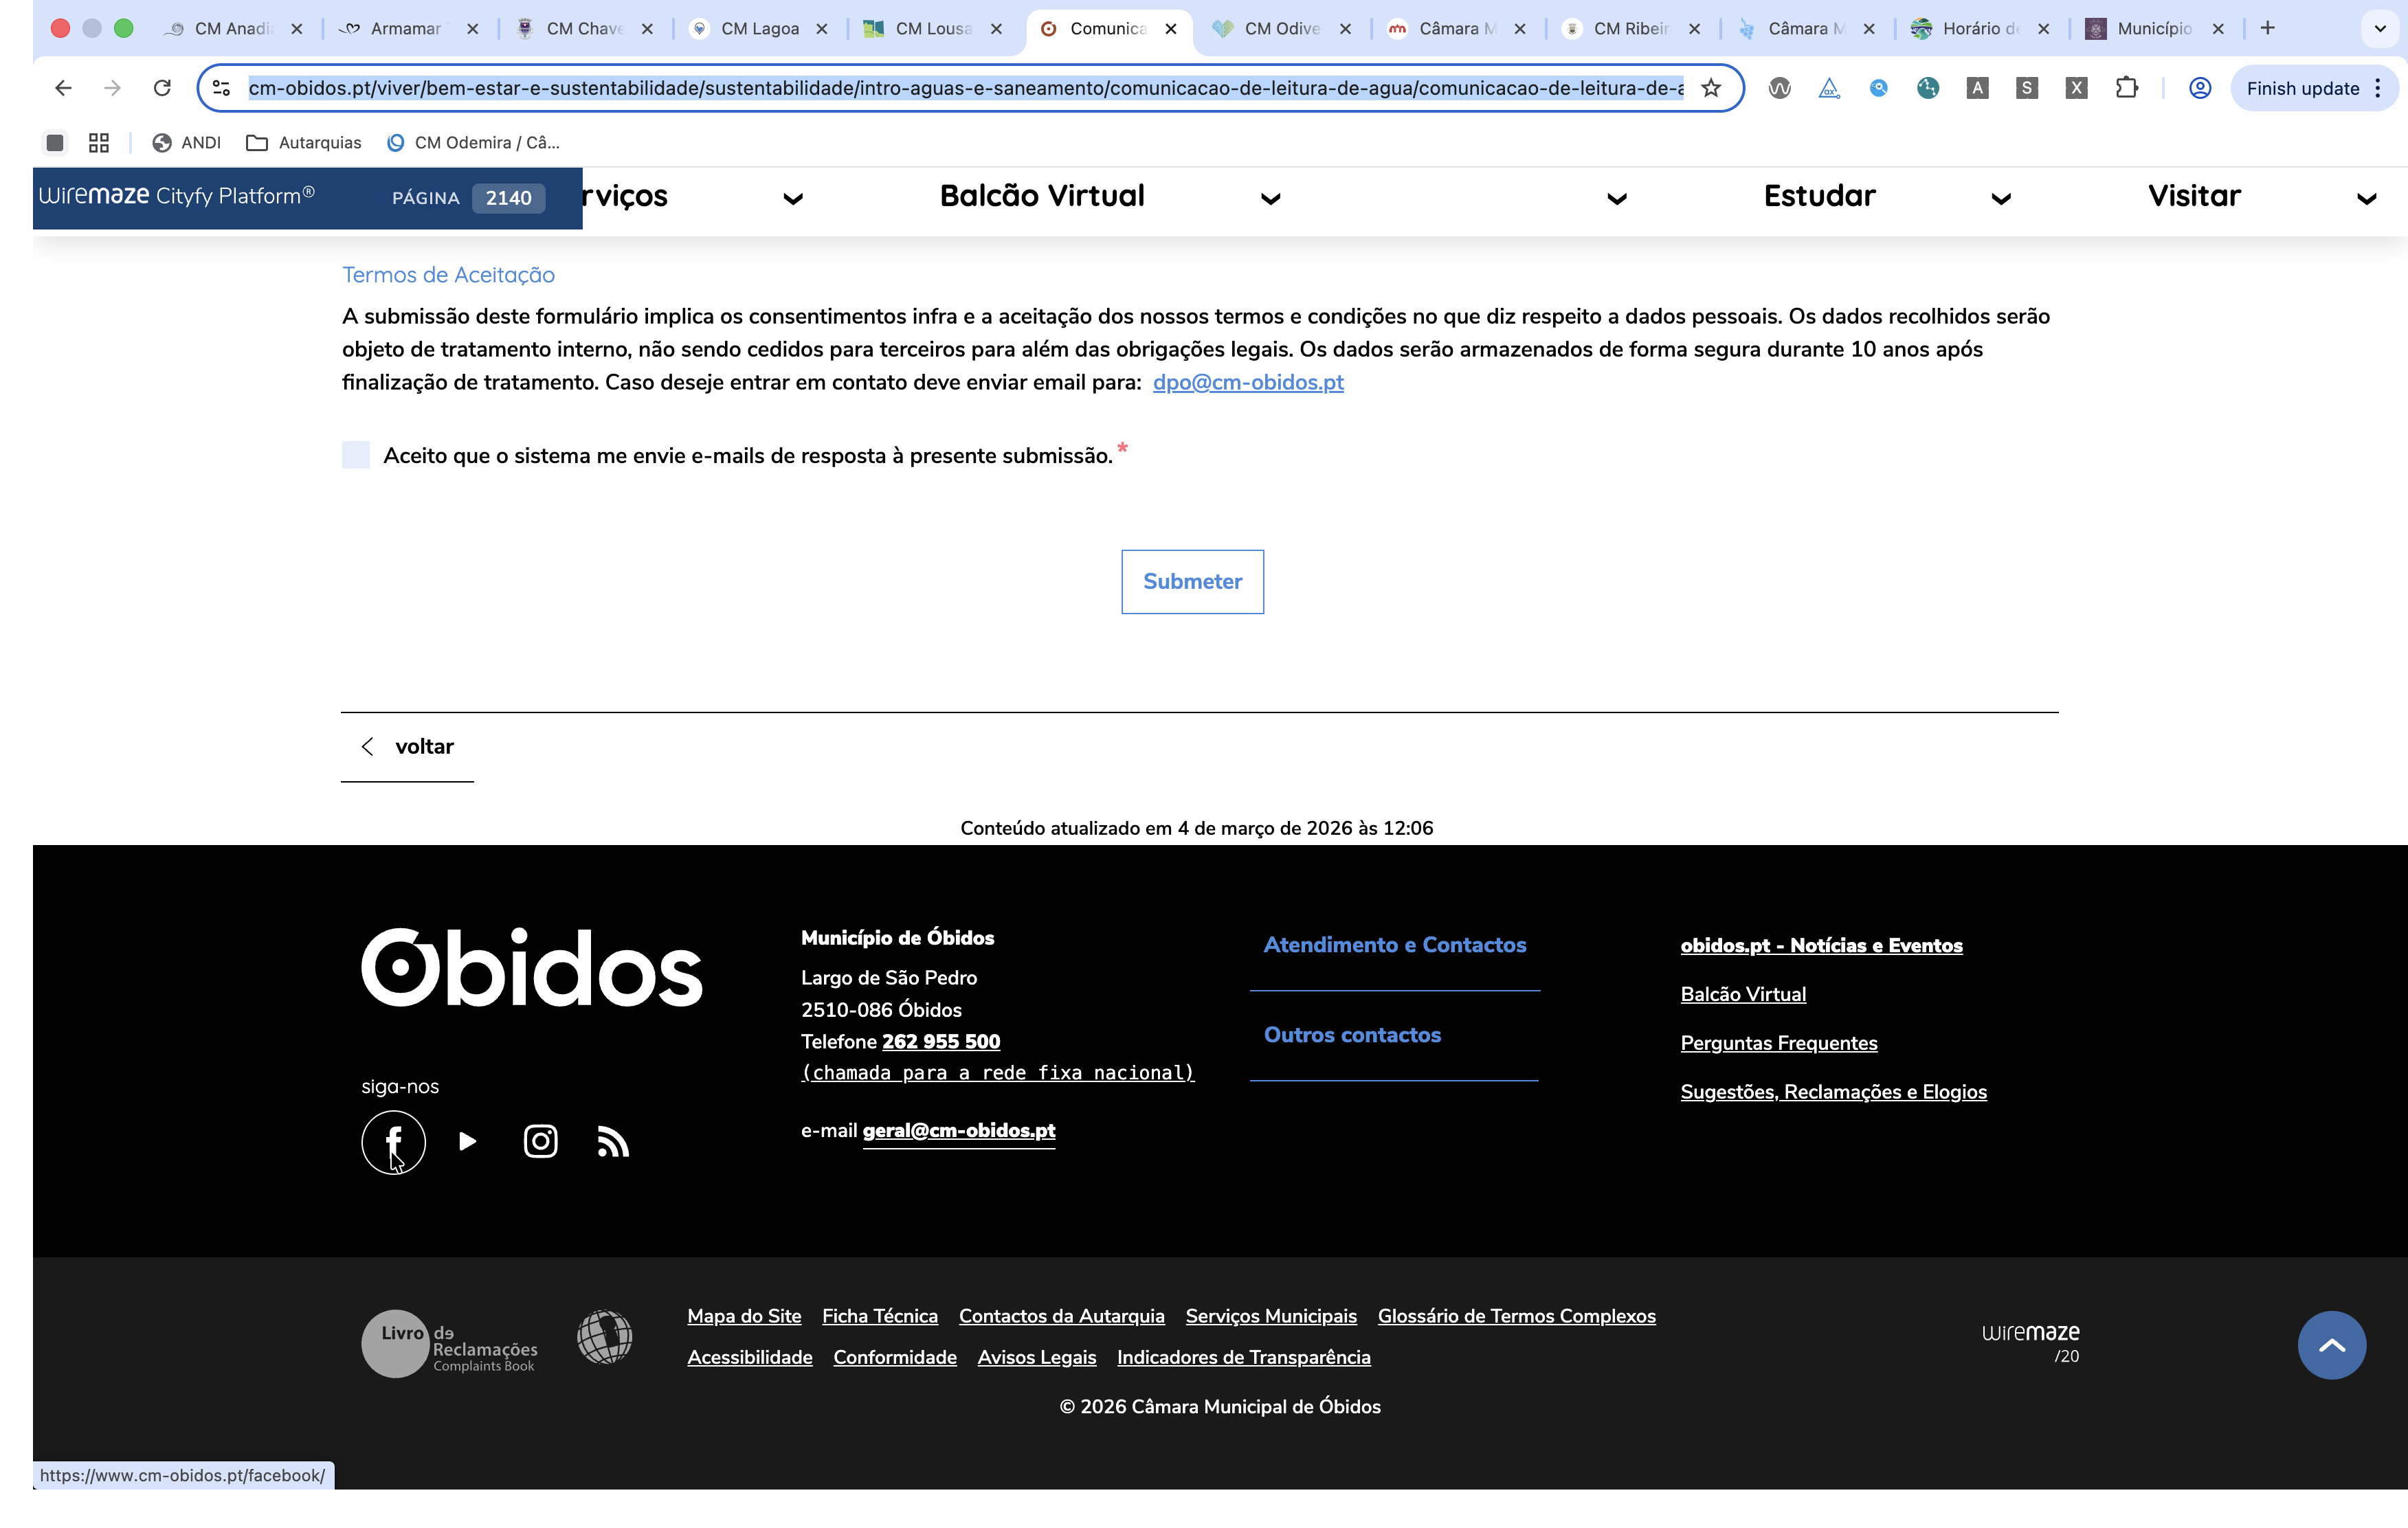 CM Anadi
Armamar
CM Chave
CM Lagoa
CM Lousa
Comunica
CM Odive
Câmara M
CM Ribeir
Câmara M
Horário de
Município
cm-obidos.pt/viver/bem-estar-e-sustentabilidade/sustentabilidade/intro-aguas-e-saneamento/comunicacao-de-leitura-de-agua/comunicacao-de-leitura-de-a
Finish update
ANDI
Autarquias
CM Odemira / Câ...
wiremaze Cityfy Platform®
PÁGINA 2140
rviços
Balcão Virtual
Estudar
Visitar
Termos de Aceitação
A submissão deste formulário implica os consentimentos infra e a aceitação dos nossos termos e condições no que diz respeito a dados pessoais. Os dados recolhidos serão
objeto de tratamento interno, não sendo cedidos para terceiros para além das obrigações legais. Os dados serão armazenados de forma segura durante 10 anos após
finalização de tratamento. Caso deseje entrar em contato deve enviar email para: dpo@cm-obidos.pt
Aceito que o sistema me envie e-mails de resposta à presente submissão.*
Submeter
voltar
Conteúdo atualizado em 4 de março de 2026 às 12:06
Óbidos
siga-nos
Município de Óbidos
Largo de São Pedro
2510-086 Óbidos
Telefone 262 955 500
(chamada para a rede fixa nacional)
e-mail geral@cm-obidos.pt
Atendimento e Contactos
Outros contactos
obidos.pt - Notícias e Eventos
Balcão Virtual
Perguntas Frequentes
Sugestões, Reclamações e Elogios
Livro de
Reclamações
Complaints Book
Mapa do Site Ficha Técnica Contactos da Autarquia Serviços Municipais Glossário de Termos Complexos
Acessibilidade Conformidade Avisos Legais Indicadores de Transparência
© 2026 Câmara Municipal de Óbidos
wiremaze
/20
https://www.cm-obidos.pt/facebook/